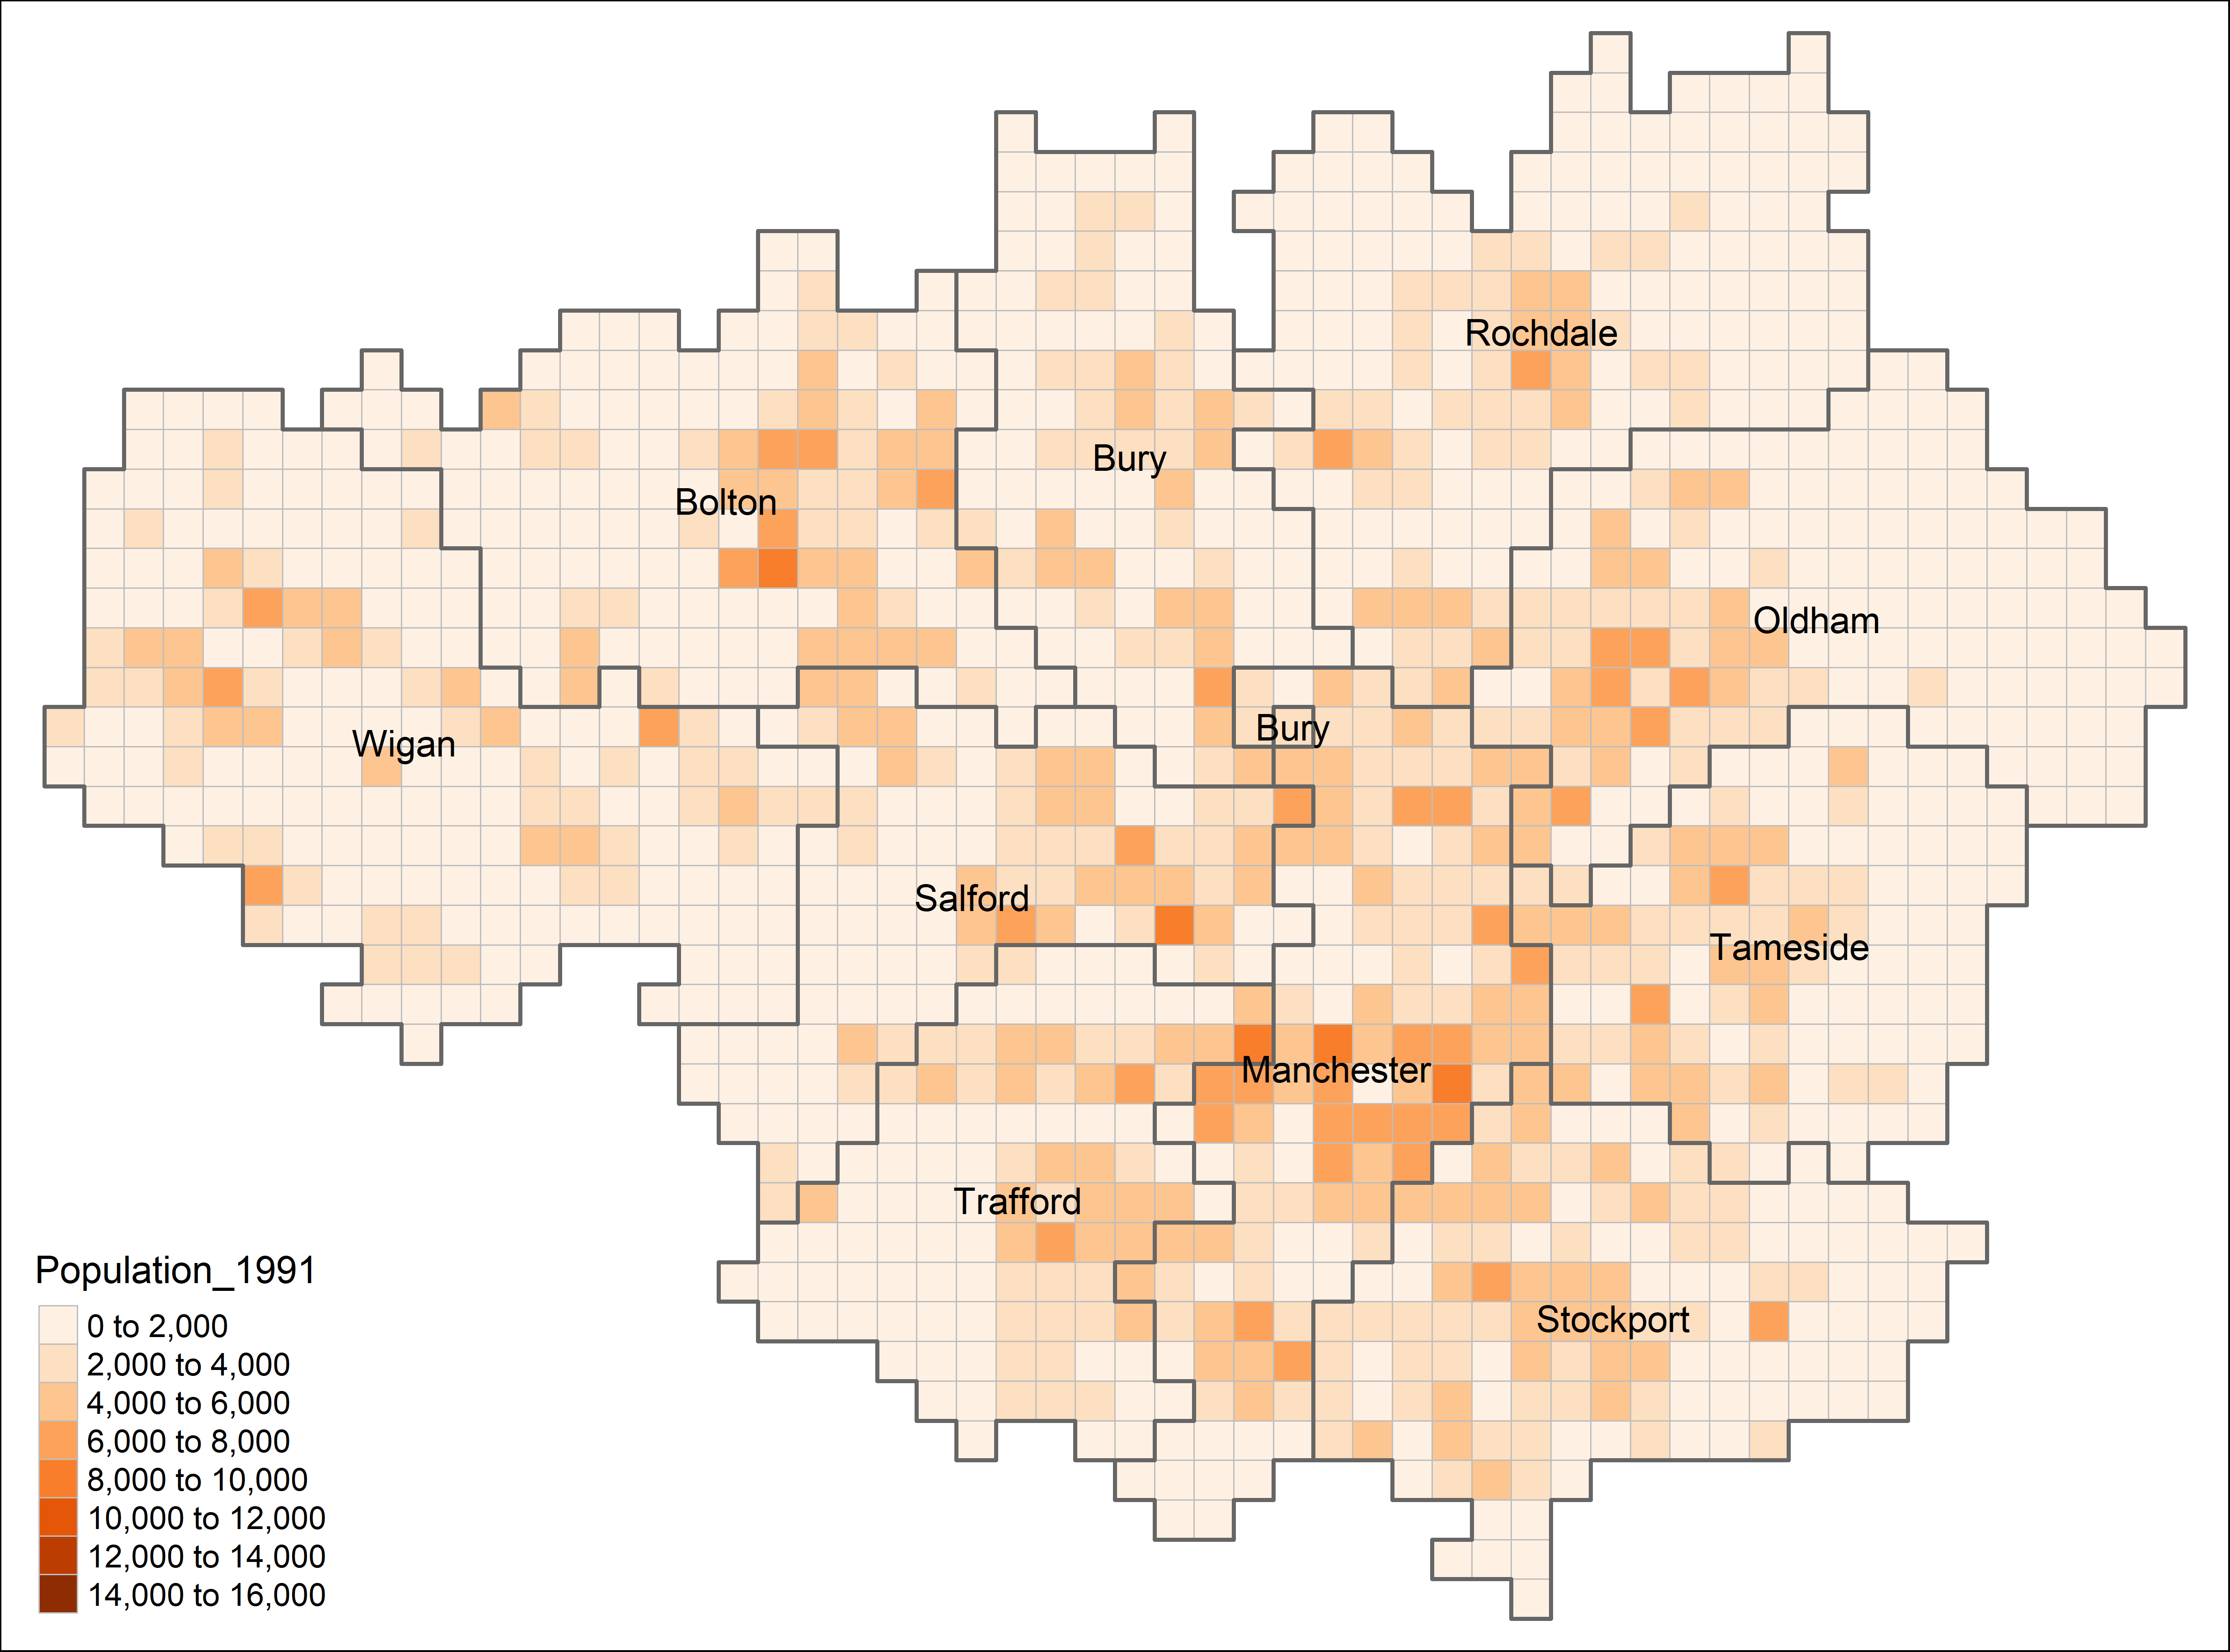 Rochdale
Bury
Bolton
Oldham
Bury
Wigan
Salford
Tameside
Manchester
Trafford
Stockport
Population_1991
0 to 2,000
2,000 to 4,000
4,000 to 6,000
6,000 to 8,000
8,000 to 10,000
10,000 to 12,000
12,000 to 14,000
14,000 to 16,000